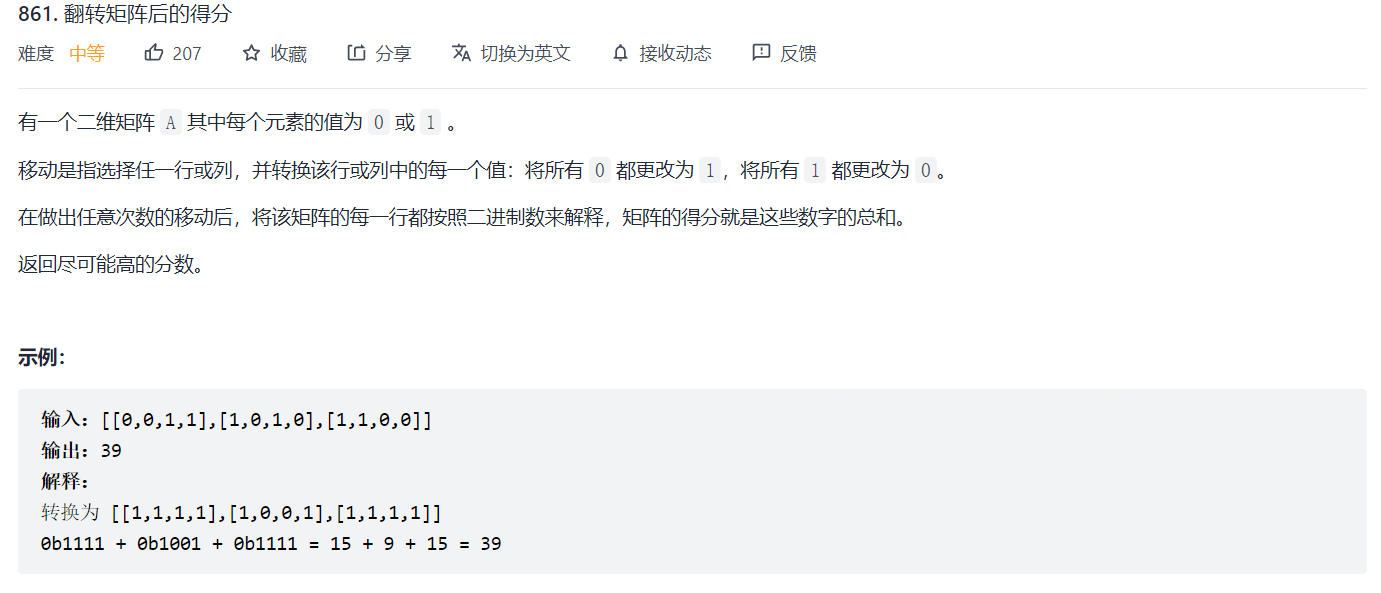 861. 翻转矩阵后的得分
难度 中等 207 收藏 分享 切换为英文 接收动态 反馈
有一个二维矩阵 A 其中每个元素的值为 0 或 1 。
移动是指选择任一行或列，并转换该行或列中的每一个值：将所有 0 都更改为 1，将所有 1 都更改为 0。
在做出任意次数的移动后，将该矩阵的每一行都按照二进制数来解释，矩阵的得分就是这些数字的总和。
返回尽可能高的分数。
示例：
输入：[[0,0,1,1],[1,0,1,0],[1,1,0,0]]
输出：39
解释：
转换为 [[1,1,1,1],[1,0,0,1],[1,1,1,1]]
0b1111 + 0b1001 + 0b1111 = 15 + 9 + 15 = 39